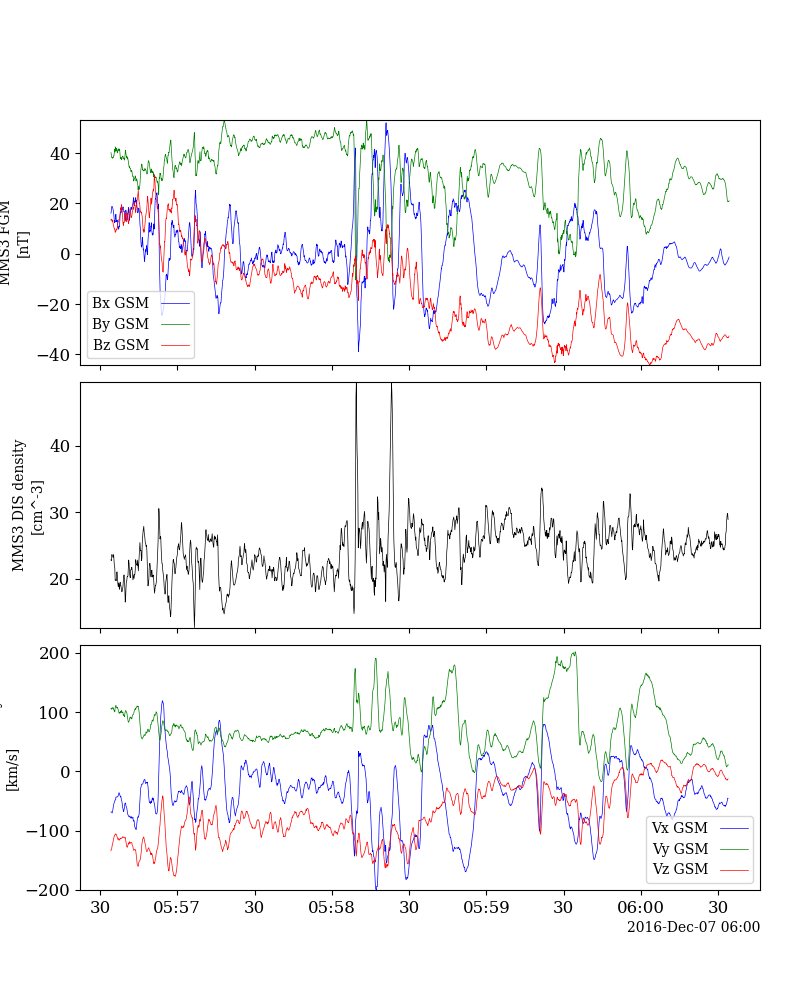 MMS3 FGM
[nT]
40
20
0
−20
−40
Bx GSM
By GSM
Bz GSM
MMS3 DIS density
[cm^-3]
40
30
20
[km/s]
200
100
0
−100
−200
Vx GSM
Vy GSM
Vz GSM
30 05:57 30 05:58 30 05:59 30 06:00 30
2016-Dec-07 06:00